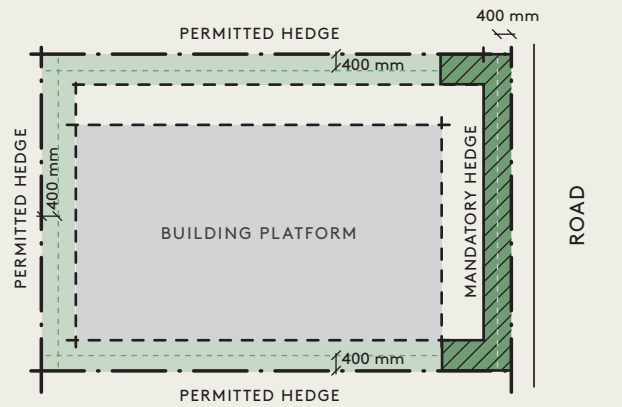 400 mm
PERMITTED HEDGE
400 mm
PERMITTED HEDGE
400 mm
BUILDING PLATFORM
MANDATORY HEDGE
ROAD
400 mm
PERMITTED HEDGE